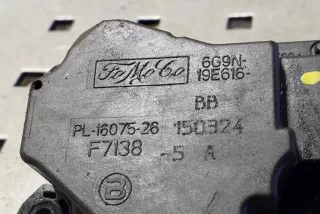 FoMoCo
6G9N-
19E616-
BB
PL-16075-26 150324
F7138 -5 A
B